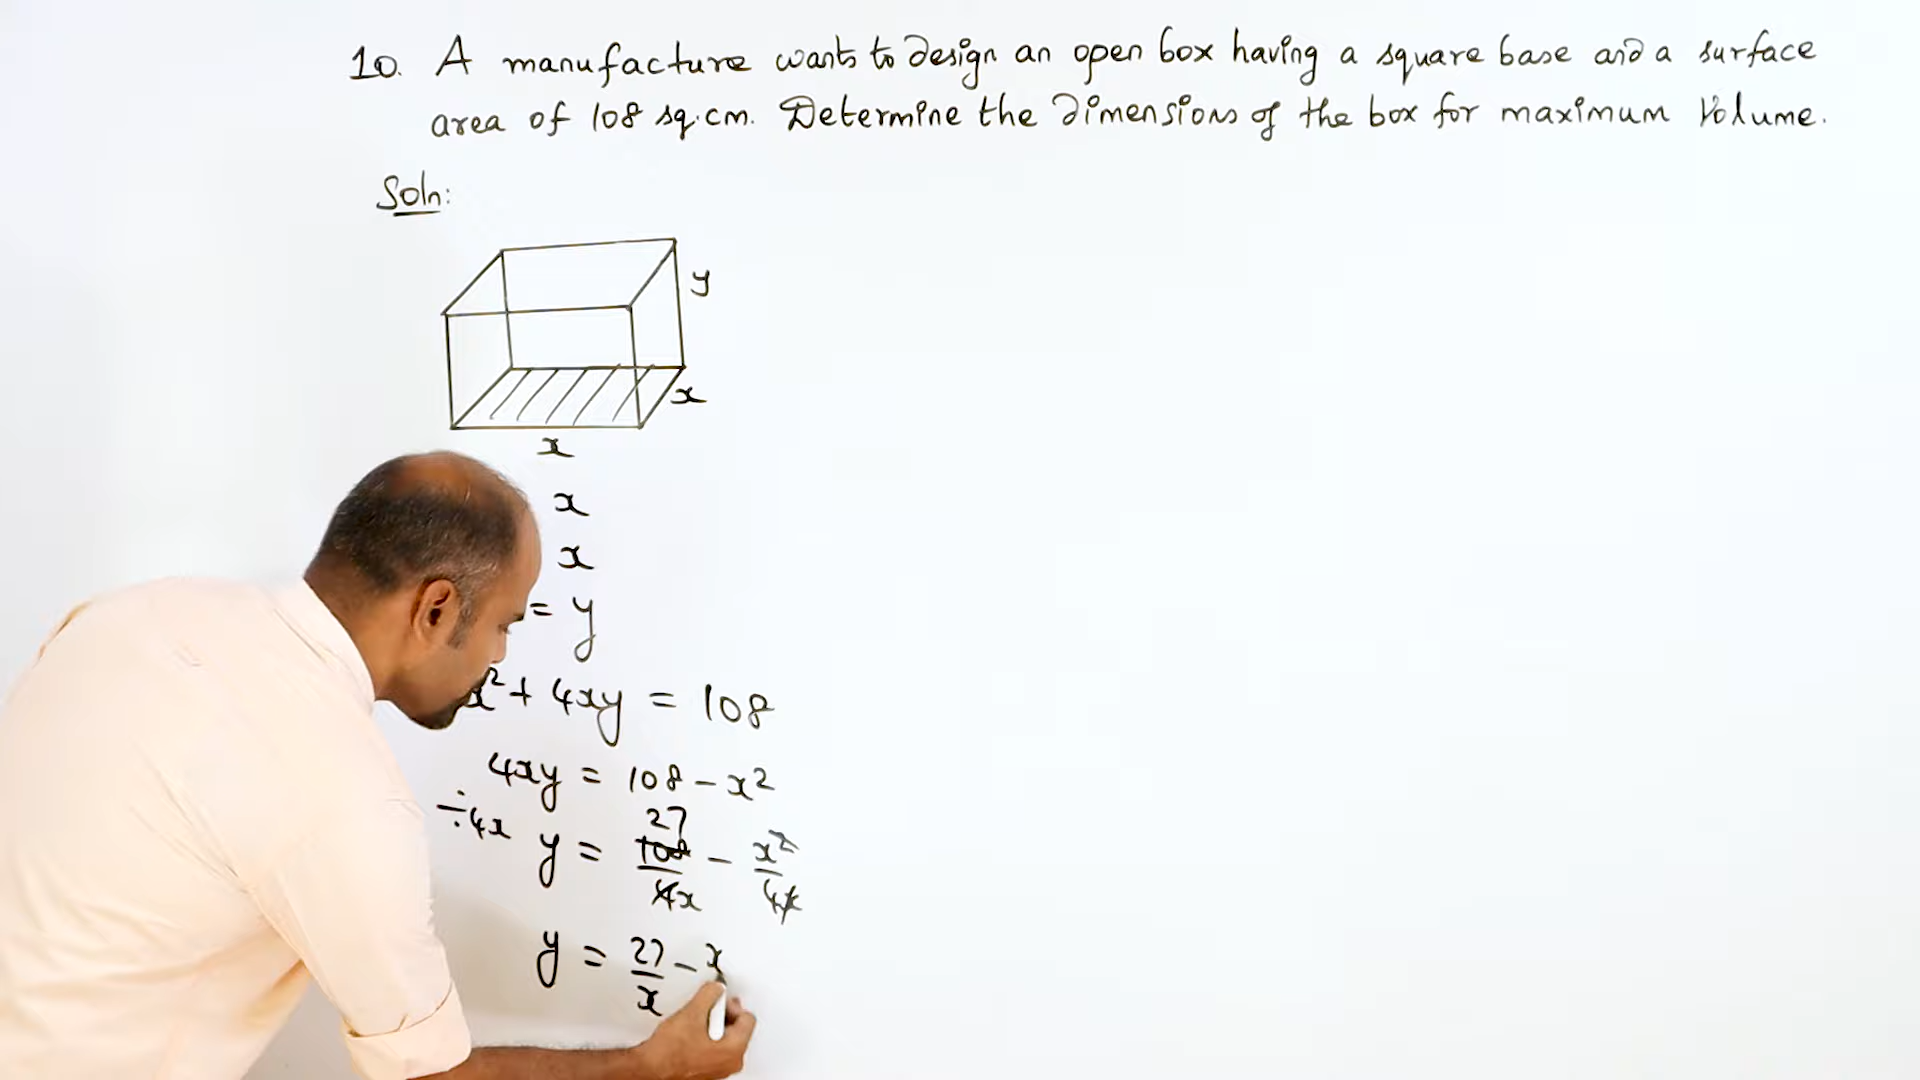 10. A manufacture wants to design an open box having a square base and a surface
area of 108 sq.cm. Determine the dimensions of the box for maximum volume.
Soln:
y
x
x
x
x
= y
x² + 4xy = 108
4xy = 108 - x²
27
÷4x y = 108/4x - x²/4x
y = 27/x - x